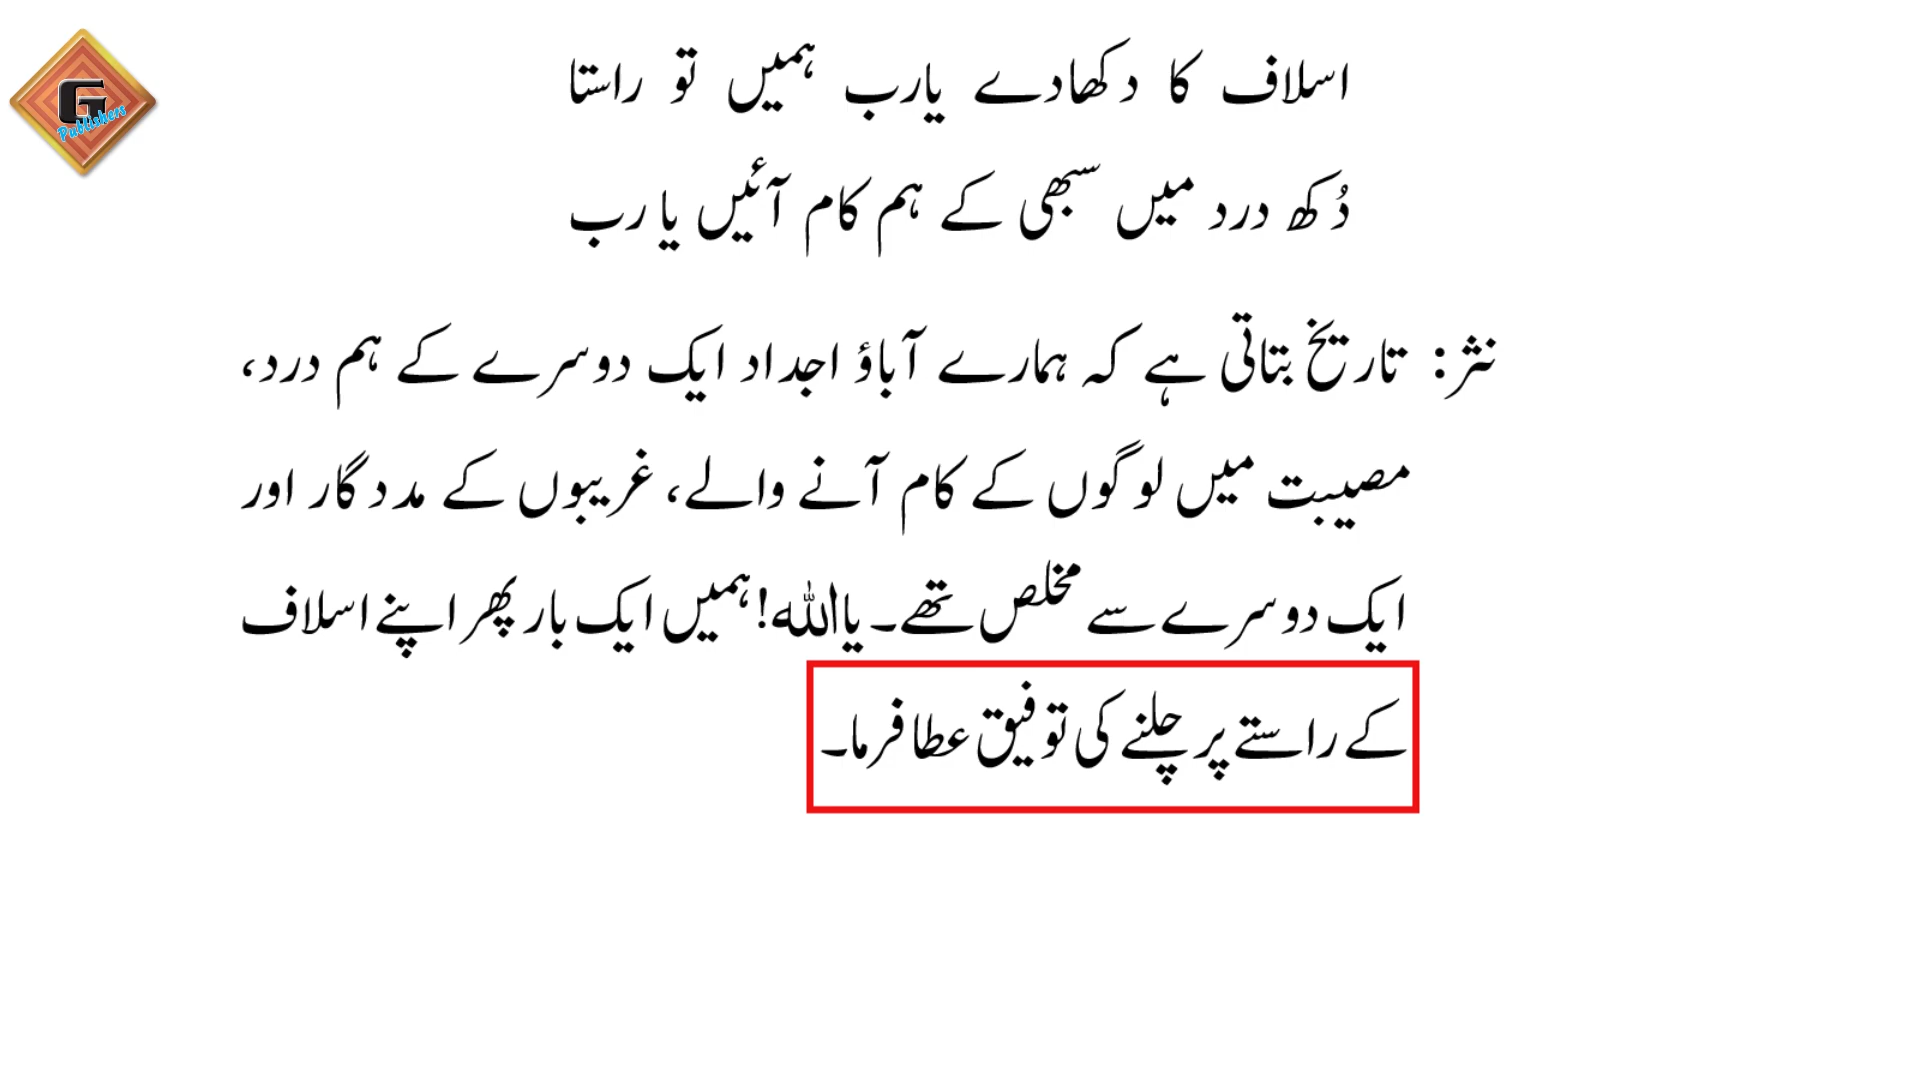 G
Publishers
اسلاف کا دکھادے یارب ہمیں تو راستا
دُکھ درد میں سبھی کے ہم کام آئیں یا رب
نثر: تاریخ بتاتی ہے کہ ہمارے آباؤ اجداد ایک دوسرے کے ہم درد،
مصیبت میں لوگوں کے کام آنے والے، غریبوں کے مددگار اور
ایک دوسرے سے مخلص تھے۔ یااللہ! ہمیں ایک بار پھر اپنے اسلاف
کے راستے پر چلنے کی توفیق عطا فرما۔